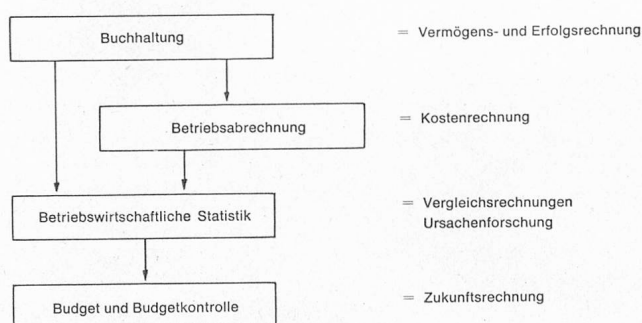 Buchhaltung = Vermögens- und Erfolgsrechnung
Betriebsabrechnung = Kostenrechnung
Betriebswirtschaftliche Statistik = Vergleichsrechnungen
Ursachenforschung
Budget und Budgetkontrolle = Zukunftsrechnung